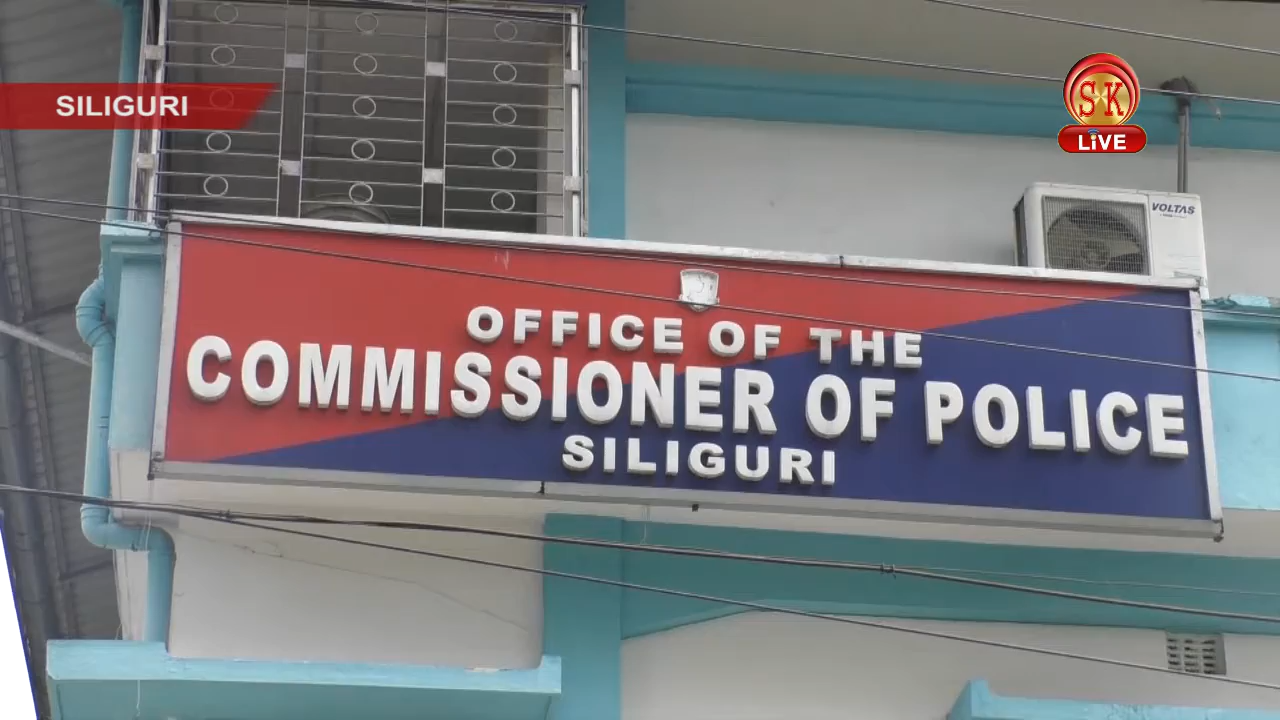 SILIGURI
SK
LiVE
VOLTAS
OFFICE OF THE
COMMISSIONER OF POLICE
SILIGURI